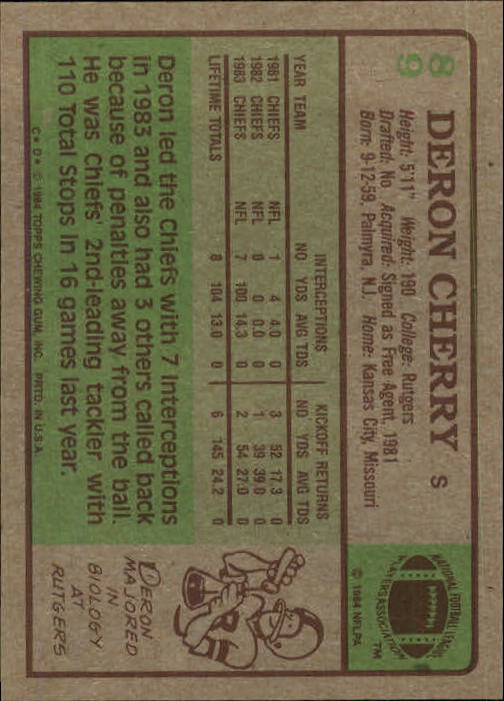 89
DERON CHERRY S
Height: 5'11" Weight: 190 College: Rutgers
Drafted: No Acquired: Signed as Free Agent, 1981
Born: 9-12-59, Palmyra, N.J. Home: Kansas City, Missouri
NATIONAL FOOTBALL LEAGUE
PLAYERS ASSOCIATION
TM
© 1984 NFLPA
INTERCEPTIONS KICKOFF RETURNS
YEAR TEAM NO YDS AVG TDS NO YDS AVG TDS
1981 CHIEFS NFL 1 4 4.0 0 3 52 17.3 0
1982 CHIEFS NFL 0 0 0.0 0 1 39 39.0 0
1983 CHIEFS NFL 7 100 14.3 0 2 54 27.0 0
LIFETIME TOTALS 8 104 13.0 0 6 145 24.2 0
Deron led the Chiefs with 7 Interceptions
in 1983 and also had 3 others called back
because of penalties away from the ball.
He was Chiefs' 2nd-leading tackler with
110 Total Stops in 16 games last year.
DERON
MAJORED
IN
BIOLOGY
AT
RUTGERS
C★D★ © 1984 TOPPS CHEWING GUM, INC. PRTD. IN U.S.A.